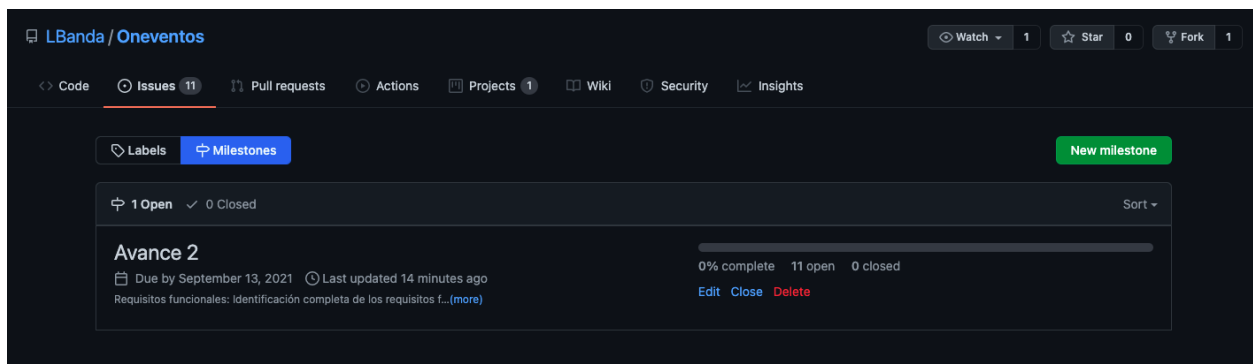 LBanda / Oneventos
Watch 1 Star 0 Fork 1
<> Code Issues 11 Pull requests Actions Projects 1 Wiki Security Insights
Labels Milestones New milestone
1 Open 0 Closed Sort
Avance 2
0% complete 11 open 0 closed
Due by September 13, 2021 Last updated 14 minutes ago
Edit Close Delete
Requisitos funcionales: Identificación completa de los requisitos f...(more)